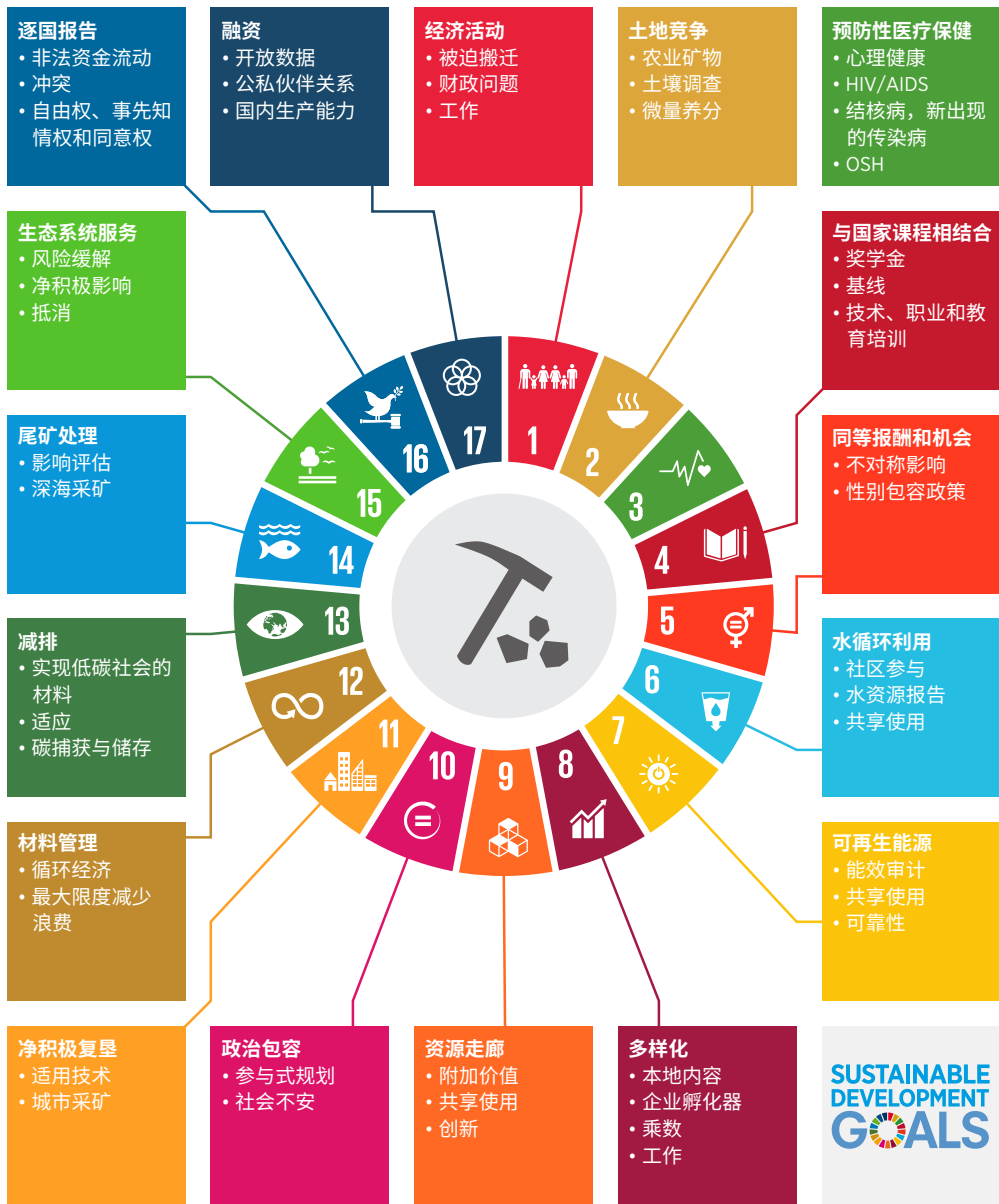 逐国报告
• 非法资金流动
• 冲突
• 自由权、事先知
情权和同意权
融资
• 开放数据
• 公私伙伴关系
• 国内生产能力
经济活动
• 被迫搬迁
• 财政问题
• 工作
土地竞争
• 农业矿物
• 土壤调查
• 微量养分
预防性医疗保健
• 心理健康
• HIV/AIDS
• 结核病，新出现
的传染病
• OSH
生态系统服务
• 风险缓解
• 净积极影响
• 抵消
与国家课程相结合
• 奖学金
• 基线
• 技术、职业和教
育培训
尾矿处理
• 影响评估
• 深海采矿
同等报酬和机会
• 不对称影响
• 性别包容政策
减排
• 实现低碳社会的
材料
• 适应
• 碳捕获与储存
水循环利用
• 社区参与
• 水资源报告
• 共享使用
材料管理
• 循环经济
• 最大限度减少
浪费
可再生能源
• 能效审计
• 共享使用
• 可靠性
净积极复垦
• 适用技术
• 城市采矿
政治包容
• 参与式规划
• 社会不安
资源走廊
• 附加价值
• 共享使用
• 创新
多样化
• 本地内容
• 企业孵化器
• 乘数
• 工作
SUSTAINABLE
DEVELOPMENT
GOALS
1
2
3
4
5
6
7
8
9
10
11
12
13
14
15
16
17